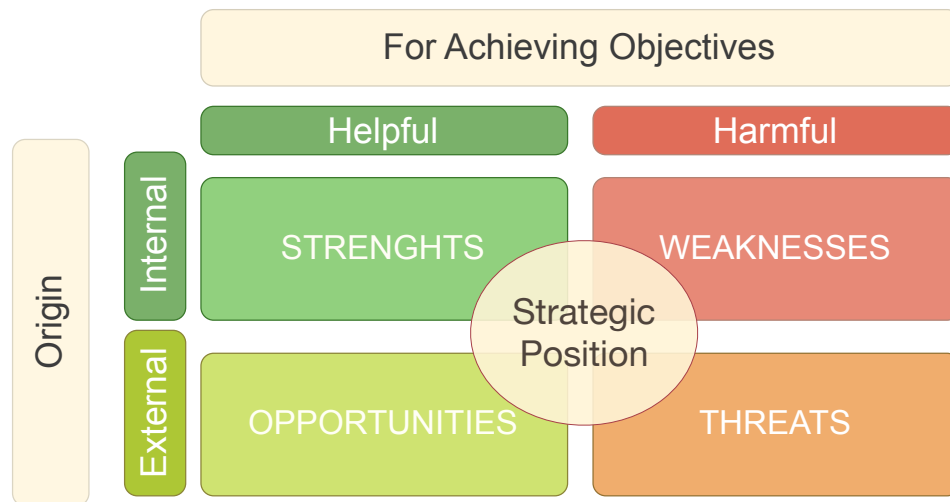 For Achieving Objectives
Helpful
Harmful
Origin
Internal
STRENGHTS
WEAKNESSES
Strategic
Position
External
OPPORTUNITIES
THREATS